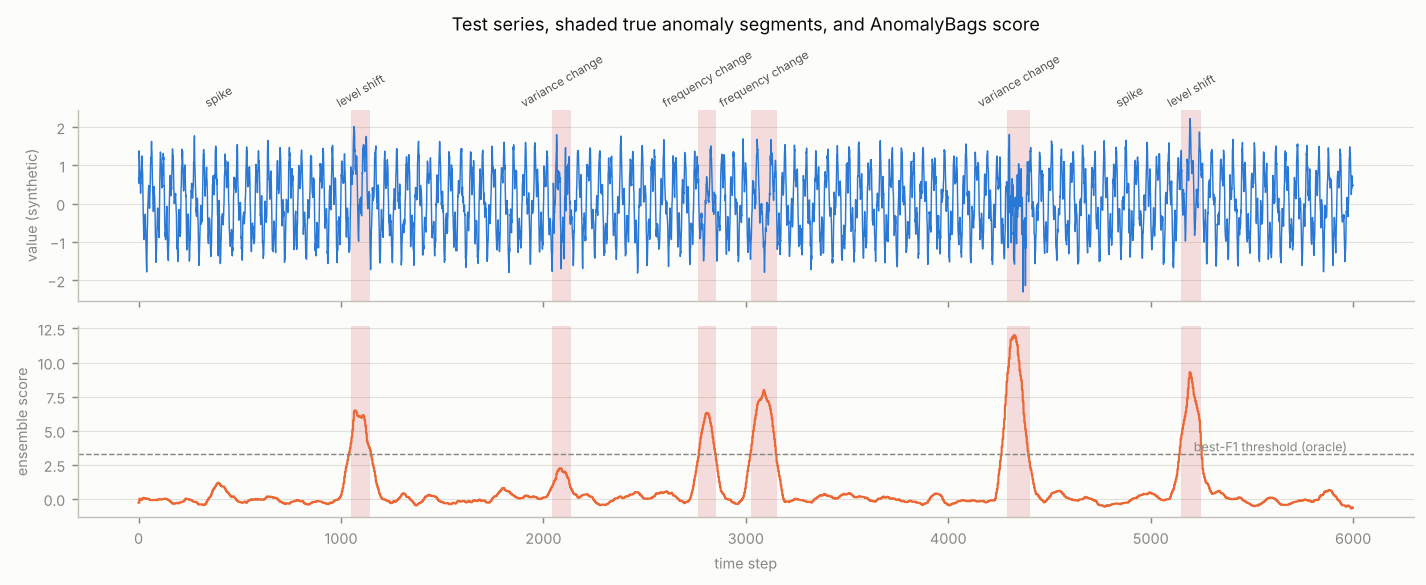 Test series, shaded true anomaly segments, and AnomalyBags score
spike
level shift
variance change
frequency change
frequency change
variance change
spike
level shift
value (synthetic)
2
1
0
−1
−2
ensemble score
12.5
10.0
7.5
5.0
2.5
0.0
best-F1 threshold (oracle)
0 1000 2000 3000 4000 5000 6000
time step